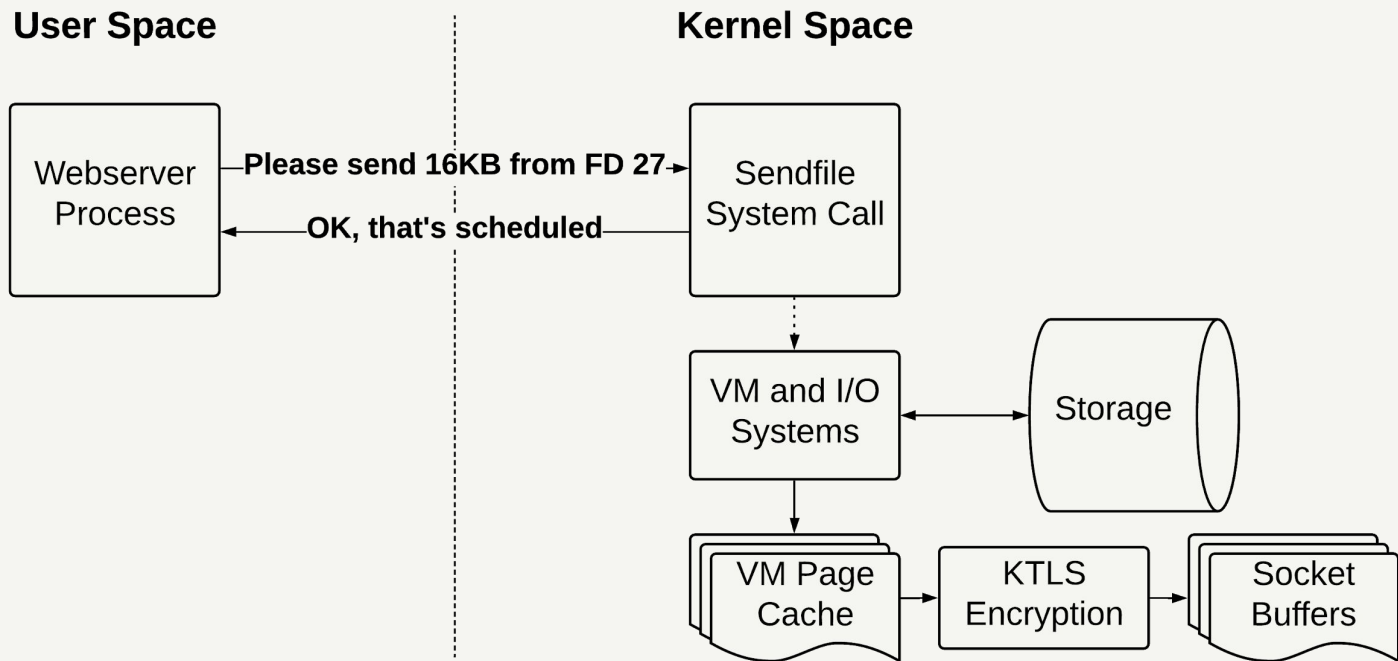 User Space
Kernel Space
Webserver
Process
Please send 16KB from FD 27
OK, that's scheduled
Sendfile
System Call
VM and I/O
Systems
Storage
VM Page
Cache
KTLS
Encryption
Socket
Buffers